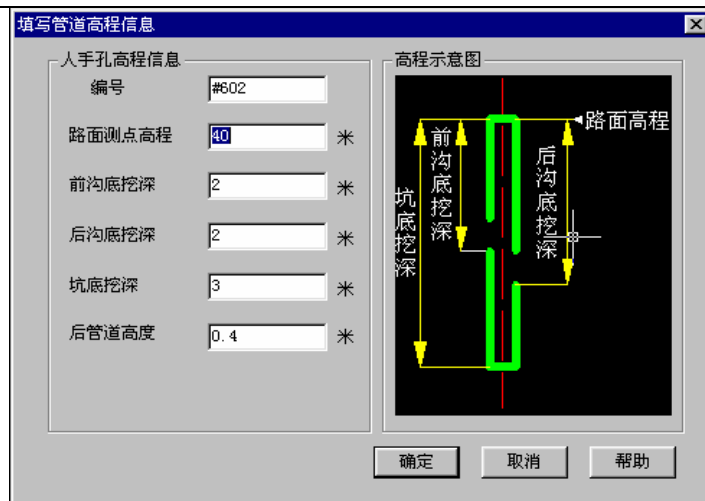 填写管道高程信息
人手孔高程信息
编号 #602
路面测点高程 40 米
前沟底挖深 2 米
后沟底挖深 2 米
坑底挖深 3 米
后管道高度 0.4 米
高程示意图
路面高程
前沟底挖深
后沟底挖深
坑底挖深
确定 取消 帮助